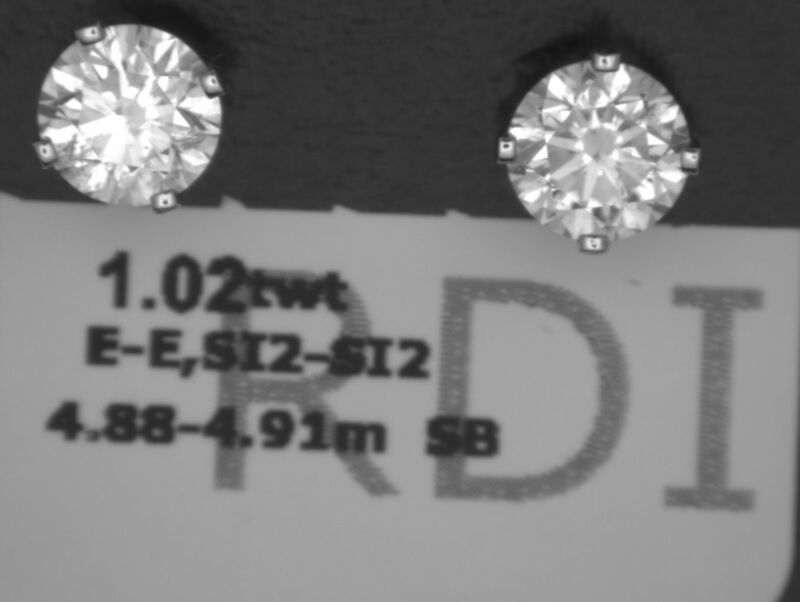 1.02twt
E-E,SI2-SI2
4.88-4.91m SB
RDI